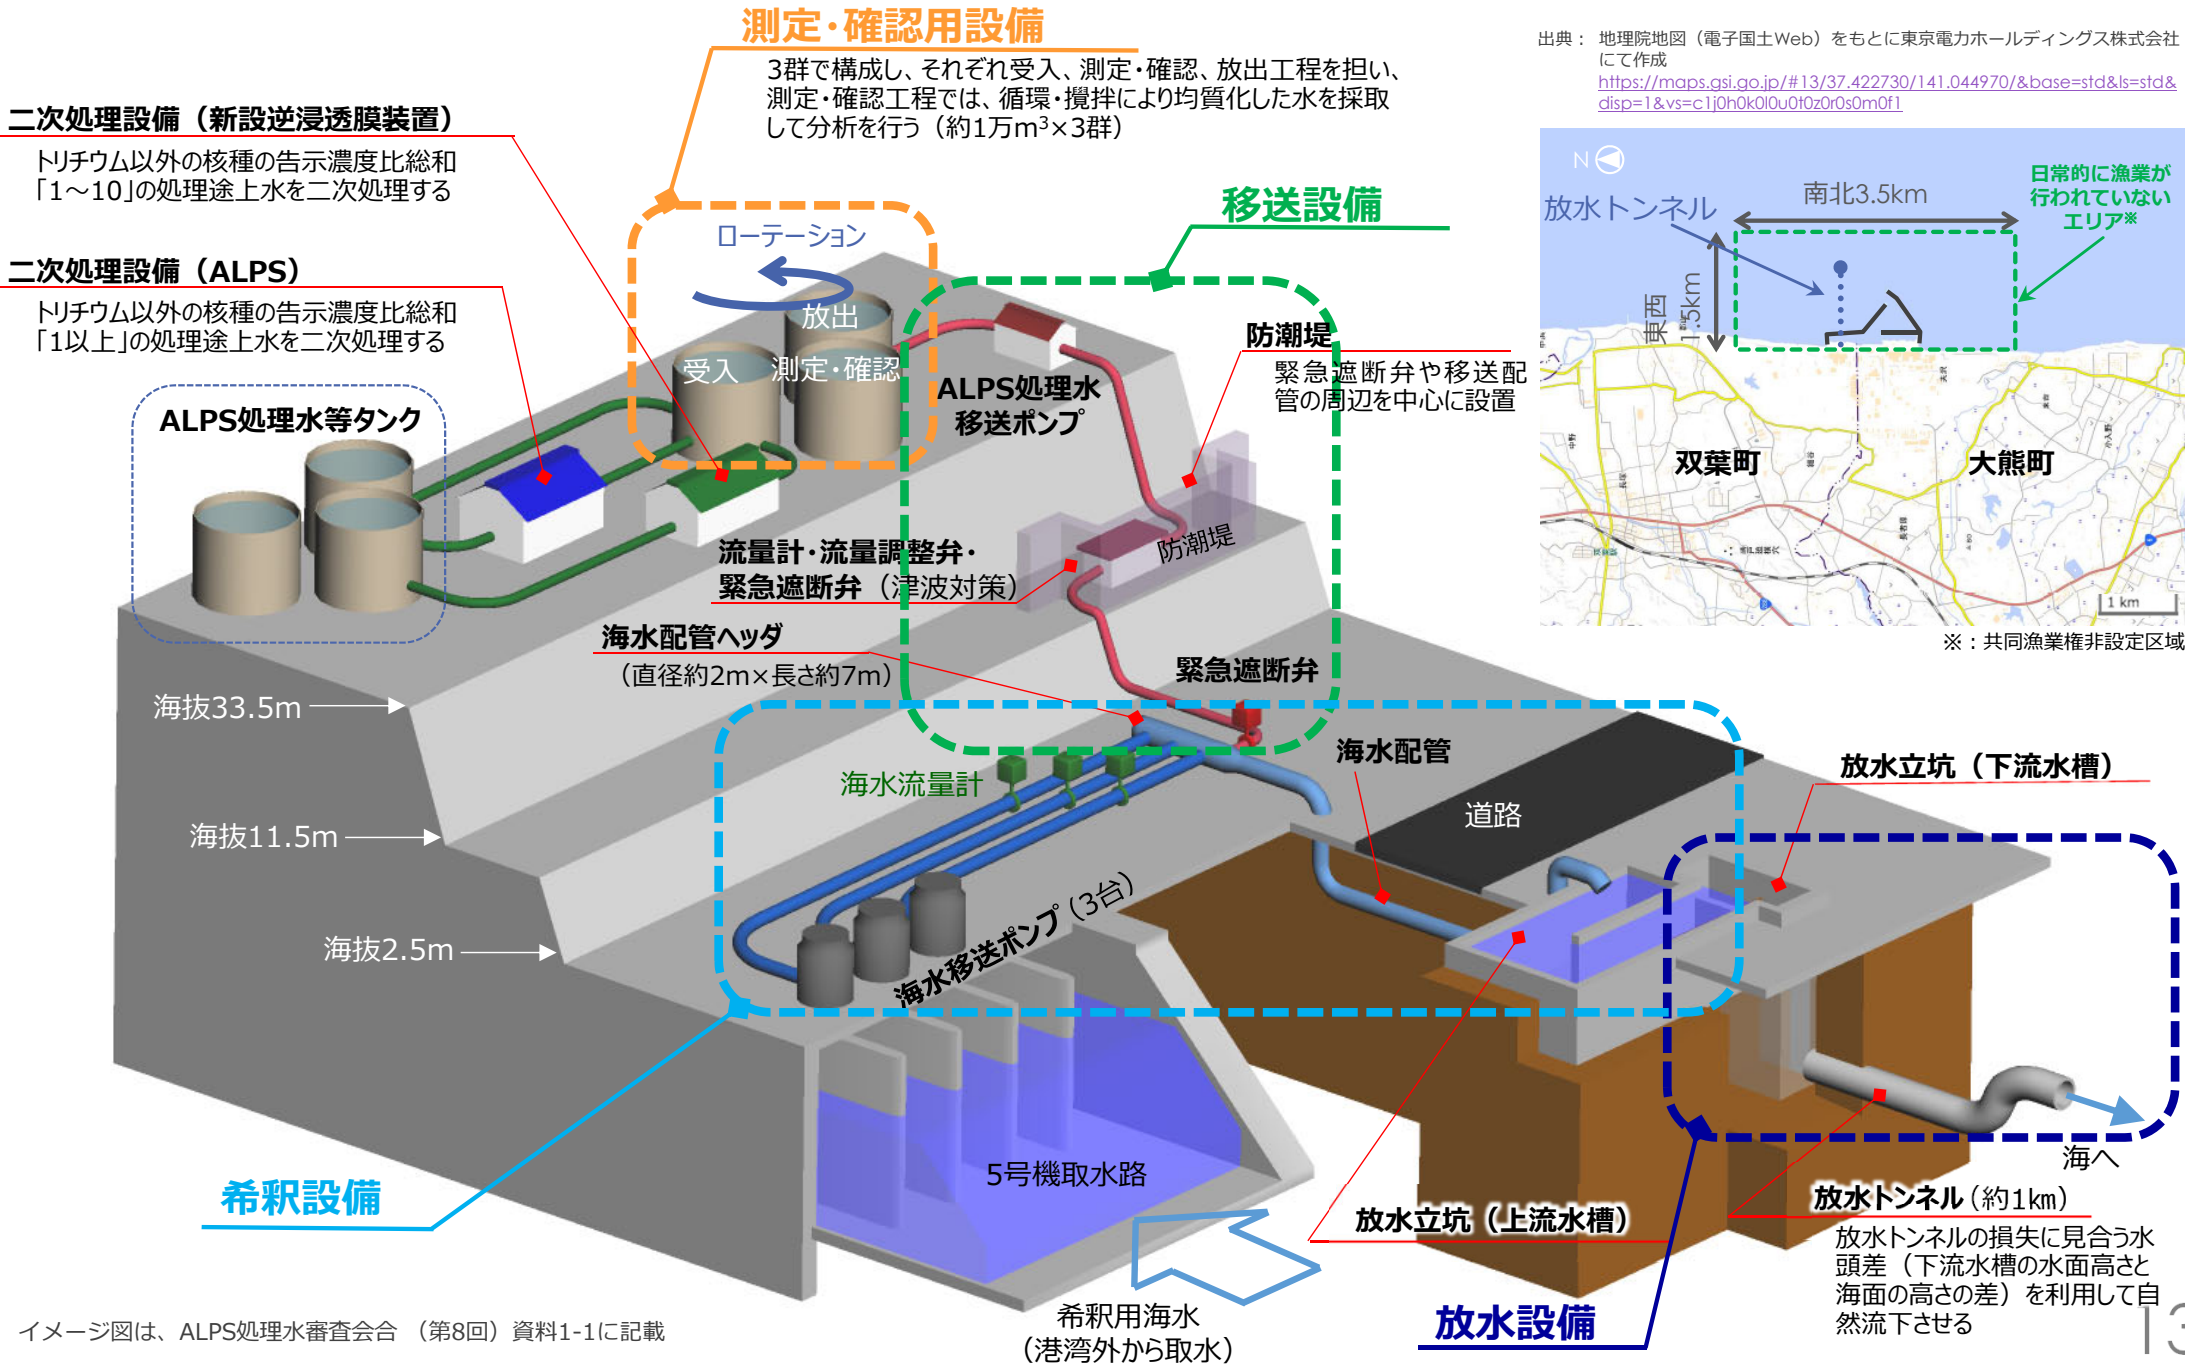 測定・確認用設備
3群で構成し、それぞれ受入、測定・確認、放出工程を担い、
測定・確認工程では、循環・攪拌により均質化した水を採取
して分析を行う（約1万m³×3群）
出典： 地理院地図（電子国土Web）をもとに東京電力ホールディングス株式会社
にて作成
https://maps.gsi.go.jp/#13/37.422730/141.044970/&base=std&ls=std&
disp=1&vs=c1j0h0k0l0u0t0z0r0s0m0f1
二次処理設備（新設逆浸透膜装置）
トリチウム以外の核種の告示濃度比総和
「1～10」の処理途上水を二次処理する
二次処理設備（ALPS）
トリチウム以外の核種の告示濃度比総和
「1以上」の処理途上水を二次処理する
ALPS処理水等タンク
ローテーション
放出
受入
測定・確認
移送設備
ALPS処理水
移送ポンプ
防潮堤
緊急遮断弁や移送配
管の周辺を中心に設置
防潮堤
流量計・流量調整弁・
緊急遮断弁（津波対策）
海水配管ヘッダ
（直径約2m×長さ約7m）
緊急遮断弁
N
放水トンネル
南北3.5km
東西
1.5km
日常的に漁業が
行われていない
エリア※
双葉町
大熊町
1 km
※：共同漁業権非設定区域
海抜33.5m
海抜11.5m
海抜2.5m
海水流量計
海水配管
道路
放水立坑（下流水槽）
海水移送ポンプ（3台）
5号機取水路
希釈設備
希釈用海水
（港湾外から取水）
放水立坑（上流水槽）
放水設備
海へ
放水トンネル（約1km）
放水トンネルの損失に見合う水
頭差（下流水槽の水面高さと
海面の高さの差）を利用して自
然流下させる
イメージ図は、ALPS処理水審査会合 （第8回）資料1-1に記載